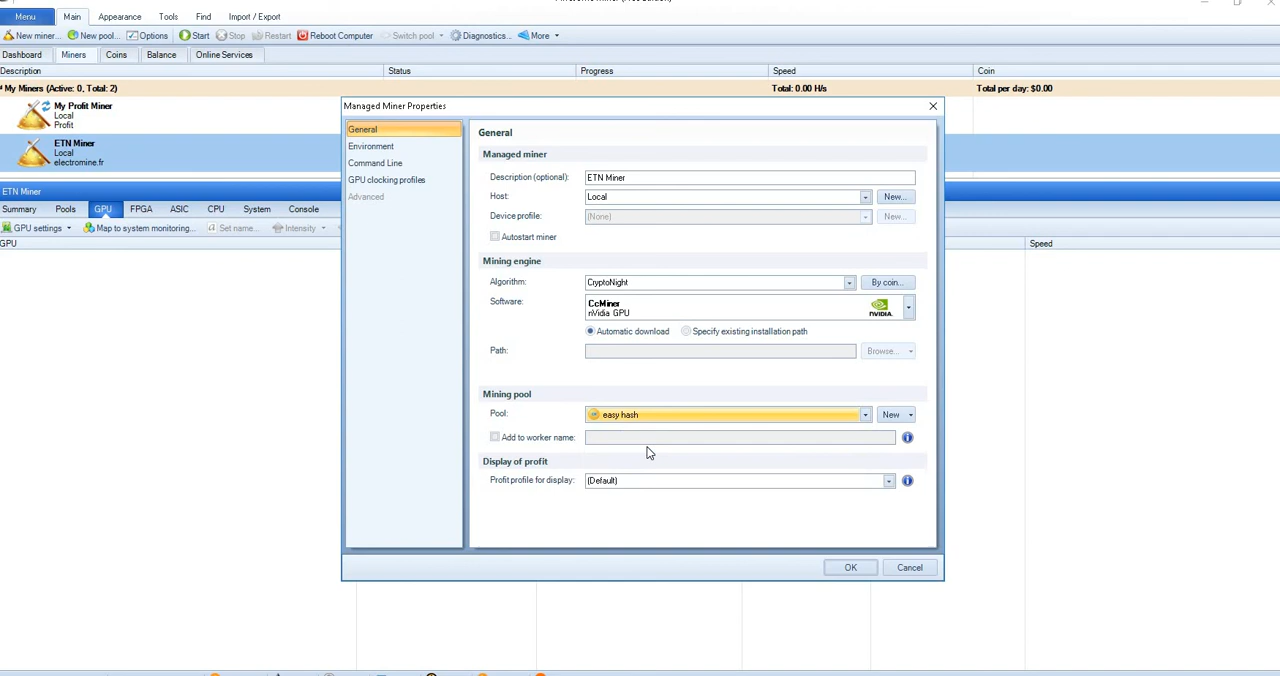 Menu Main Appearance Tools Find Import / Export
New miner... New pool... Options Start Stop Restart Reboot Computer Switch pool Diagnostics... More
Dashboard Miners Coins Balance Online Services
Description Status Progress Speed Coin
My Miners (Active: 0, Total: 2) Total: 0.00 H/s Total per day: $0.00
My Profit Miner
Local
Profit
ETN Miner
Local
electromine.fr
ETN Miner
Summary Pools GPU FPGA ASIC CPU System Console
GPU settings Map to system monitoring... Set name... Intensity
GPU Speed
Managed Miner Properties
General
Environment
Command Line
GPU clocking profiles
Advanced
General
Managed miner
Description (optional): ETN Miner
Host: Local New...
Device profile: (None) New...
Autostart miner
Mining engine
Algorithm: CryptoNight By coin...
Software: CcMiner
nVidia GPU
NVIDIA.
Automatic download Specify existing installation path
Path: Browse...
Mining pool
Pool: easy hash New
Add to worker name:
Display of profit
Profit profile for display: (Default)
OK Cancel